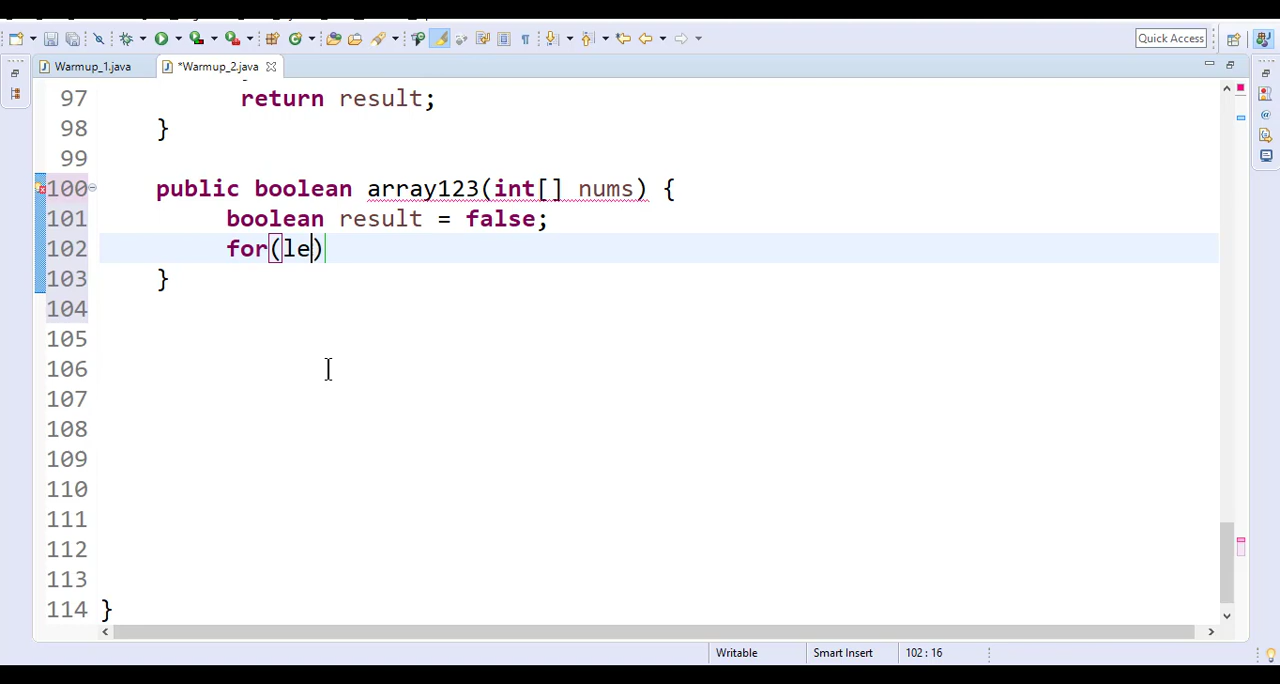 Quick Access
Warmup_1.java
*Warmup_2.java
97 return result;
98 }
99
100 public boolean array123(int[] nums) {
101 boolean result = false;
102 for(le)
103 }
104
105
106
107
108
109
110
111
112
113
114 }
Writable Smart Insert 102 : 16